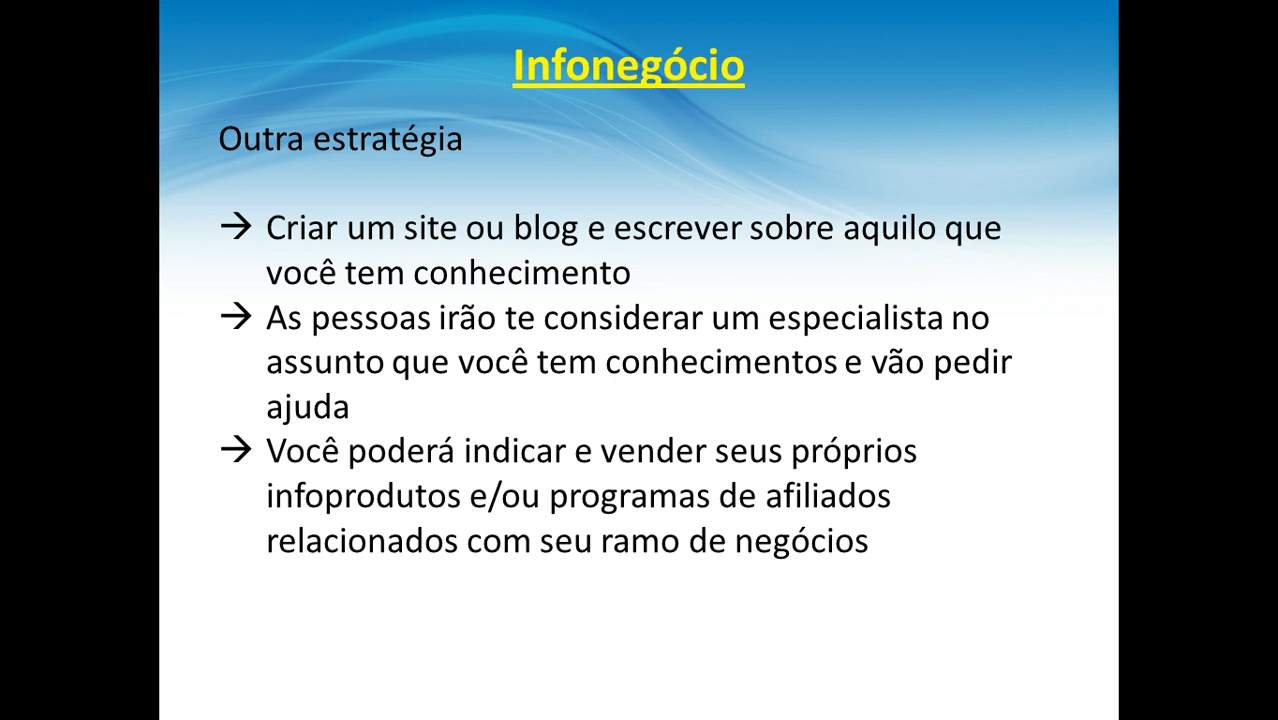 Infonegócio
Outra estratégia
→ Criar um site ou blog e escrever sobre aquilo que
você tem conhecimento
→ As pessoas irão te considerar um especialista no
assunto que você tem conhecimentos e vão pedir
ajuda
→ Você poderá indicar e vender seus próprios
infoprodutos e/ou programas de afiliados
relacionados com seu ramo de negócios